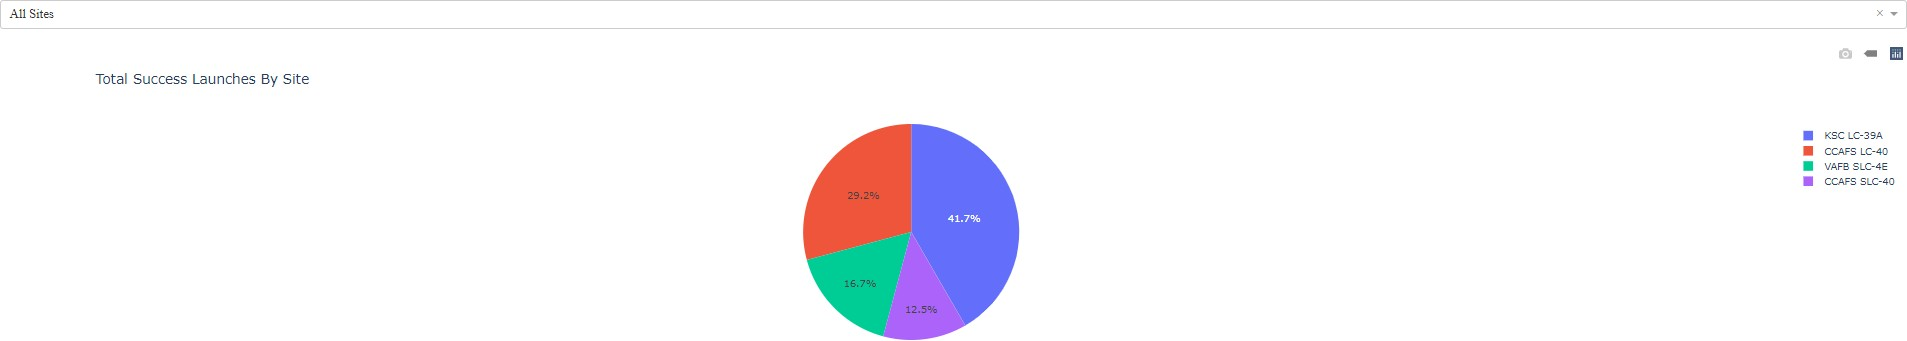 All Sites
Total Success Launches By Site
KSC LC-39A
CCAFS LC-40
VAFB SLC-4E
CCAFS SLC-40
29.2%
41.7%
16.7%
12.5%